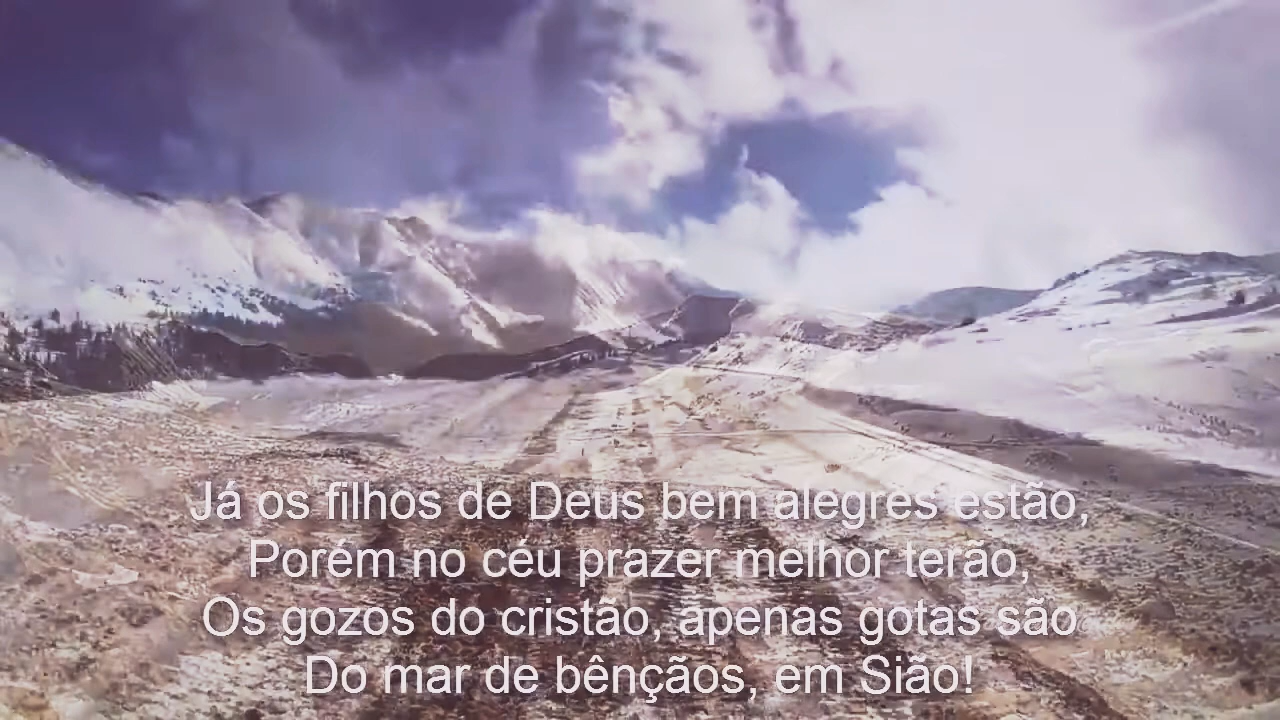 Já os filhos de Deus bem alegres estão,
Porém no céu prazer melhor terão,
Os gozos do cristão, apenas gotas são
Do mar de bênçãos, em Sião!